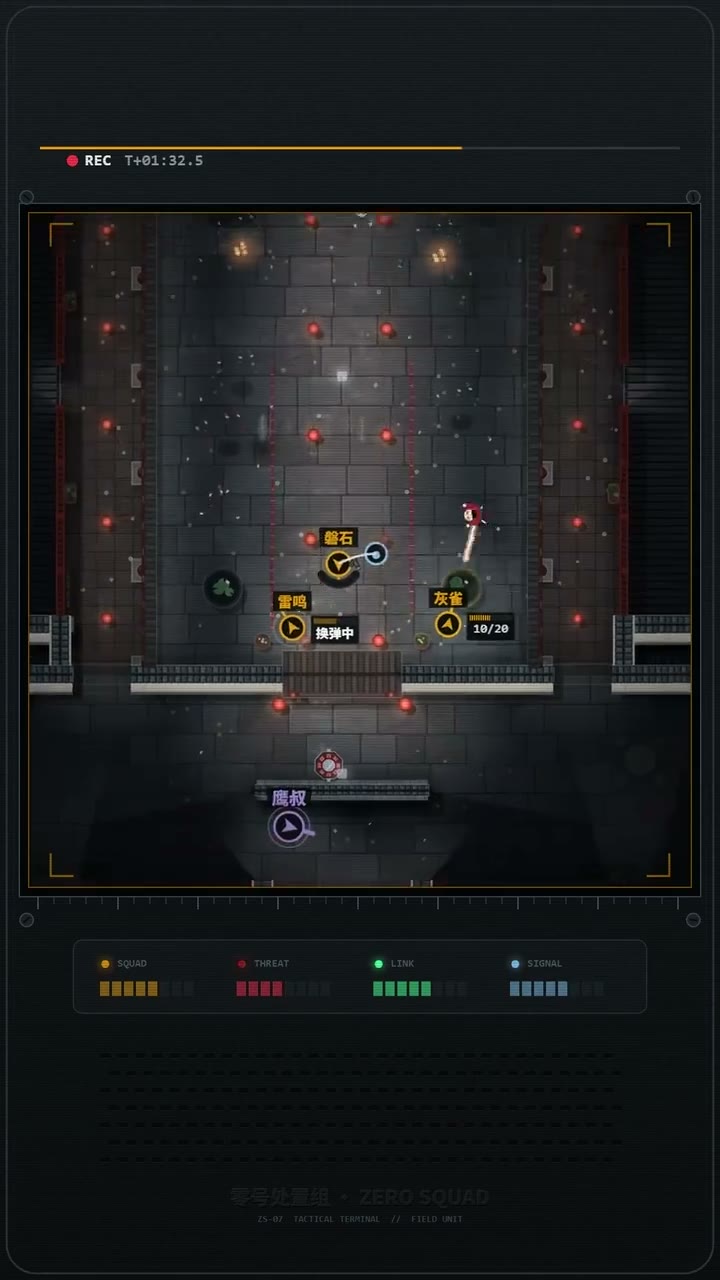 REC T+01:32.5
磐石
雷鸣
灰雀
换弹中
10/20
鹰叔
SQUAD THREAT LINK SIGNAL
零号处置组 · ZERO SQUAD
ZS-07 TACTICAL TERMINAL // FIELD UNIT